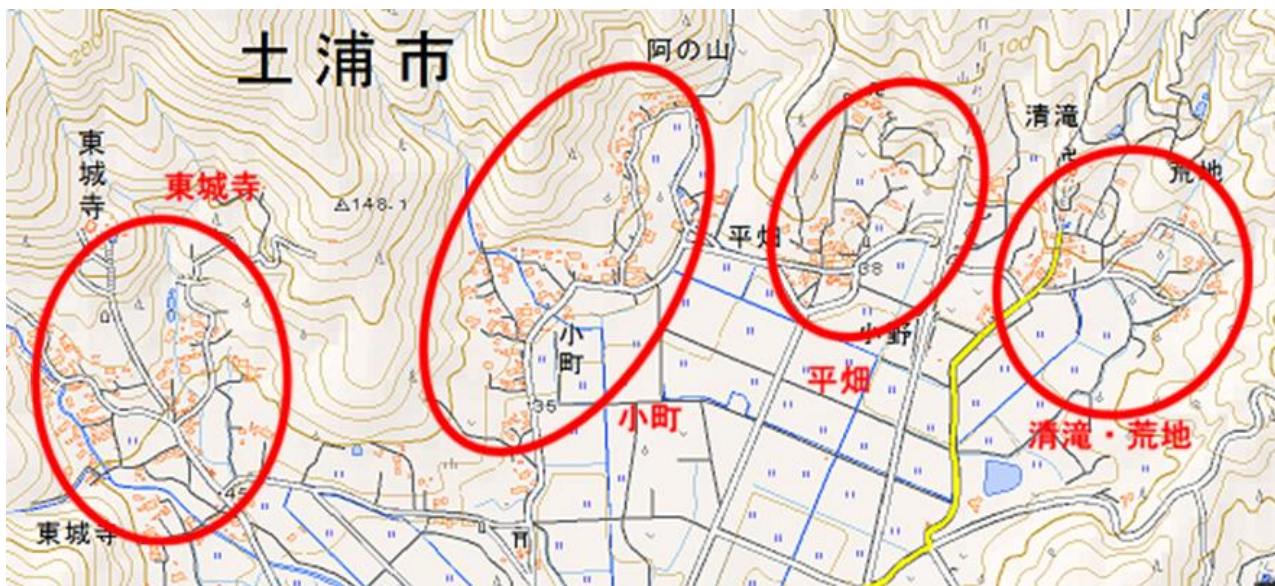 土浦市
阿の山
200
100
清滝
荒地
東城寺
東城寺
148.1
平畑
38
小野
小町
平畑
35
小町
清滝・荒地
45
東城寺